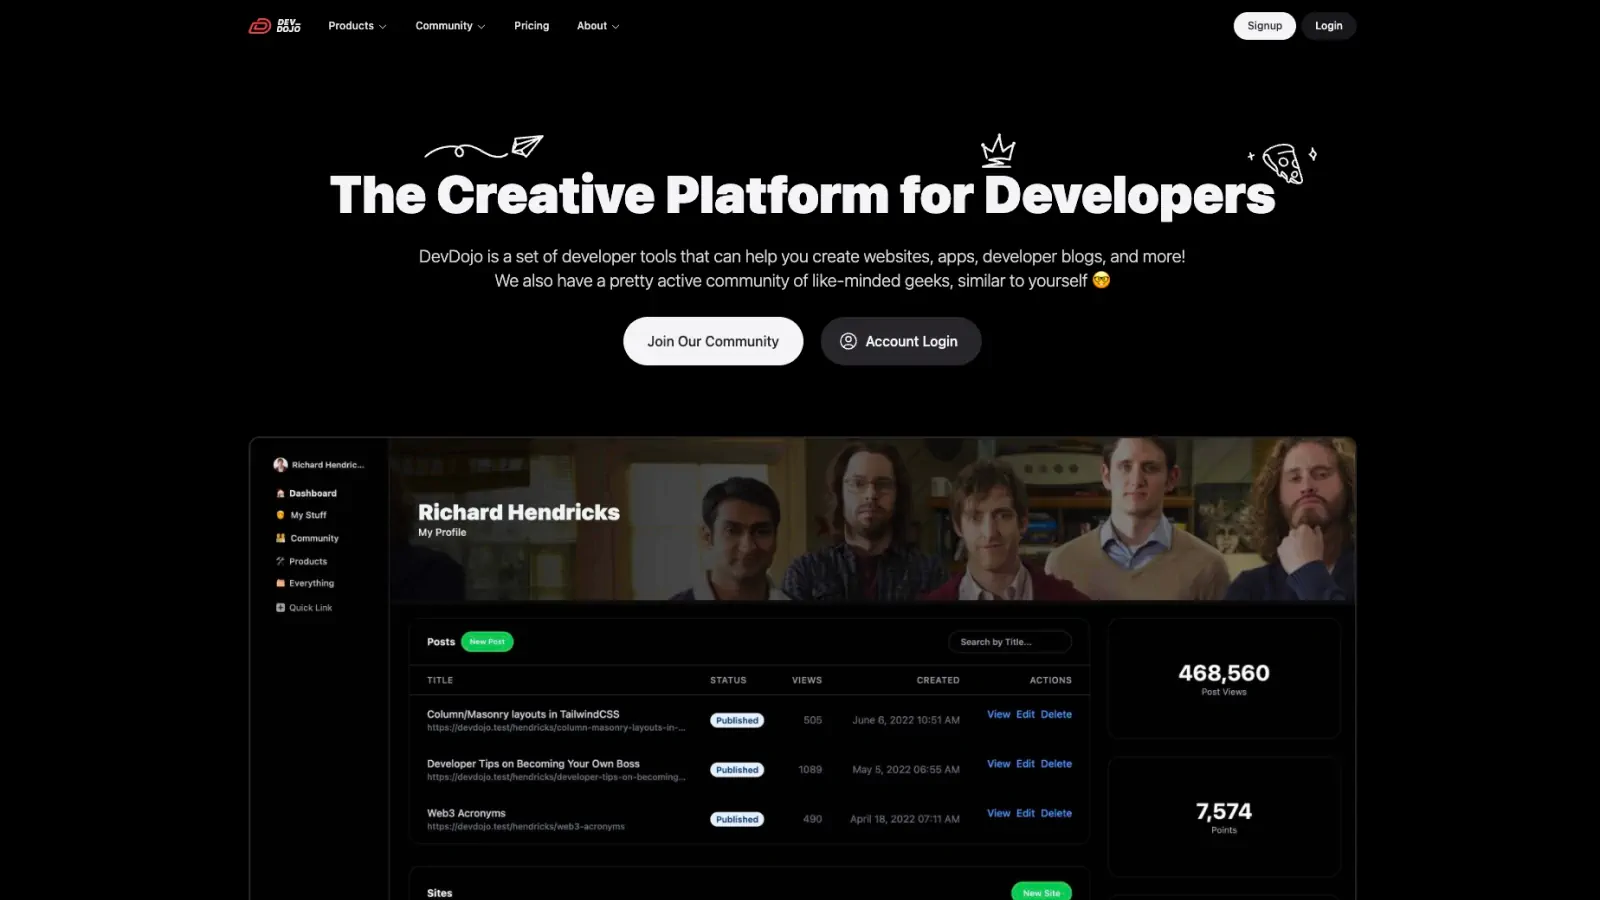 DEV_
DOJO
Products
Community
Pricing
About
Signup
Login
The Creative Platform for Developers
DevDojo is a set of developer tools that can help you create websites, apps, developer blogs, and more!
We also have a pretty active community of like-minded geeks, similar to yourself 🤓
Join Our Community
Account Login
Richard Hendric...
Dashboard
My Stuff
Community
Products
Everything
Quick Link
Richard Hendricks
My Profile
Posts
New Post
Search by Title...
TITLE STATUS VIEWS CREATED ACTIONS
Column/Masonry layouts in TailwindCSS
https://devdojo.test/hendricks/column-masonry-layouts-in-...
Published 505 June 6, 2022 10:51 AM View Edit Delete
Developer Tips on Becoming Your Own Boss
https://devdojo.test/hendricks/developer-tips-on-becoming...
Published 1089 May 5, 2022 06:55 AM View Edit Delete
Web3 Acronyms
https://devdojo.test/hendricks/web3-acronyms
Published 490 April 18, 2022 07:11 AM View Edit Delete
468,560
Post Views
7,574
Points
Sites
New Site